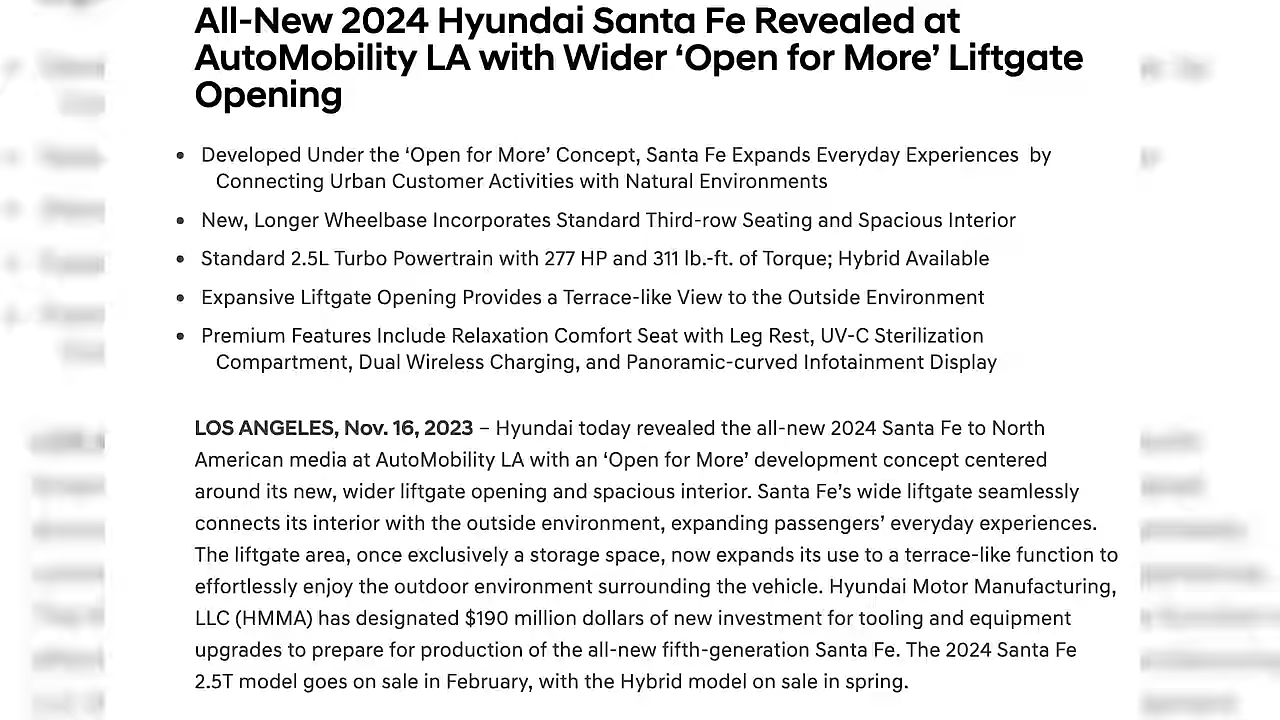 All-New 2024 Hyundai Santa Fe Revealed at
AutoMobility LA with Wider ‘Open for More’ Liftgate
Opening
• Developed Under the ‘Open for More’ Concept, Santa Fe Expands Everyday Experiences by
Connecting Urban Customer Activities with Natural Environments
• New, Longer Wheelbase Incorporates Standard Third-row Seating and Spacious Interior
• Standard 2.5L Turbo Powertrain with 277 HP and 311 lb.-ft. of Torque; Hybrid Available
• Expansive Liftgate Opening Provides a Terrace-like View to the Outside Environment
• Premium Features Include Relaxation Comfort Seat with Leg Rest, UV-C Sterilization
Compartment, Dual Wireless Charging, and Panoramic-curved Infotainment Display
LOS ANGELES, Nov. 16, 2023 – Hyundai today revealed the all-new 2024 Santa Fe to North
American media at AutoMobility LA with an ‘Open for More’ development concept centered
around its new, wider liftgate opening and spacious interior. Santa Fe’s wide liftgate seamlessly
connects its interior with the outside environment, expanding passengers’ everyday experiences.
The liftgate area, once exclusively a storage space, now expands its use to a terrace-like function to
effortlessly enjoy the outdoor environment surrounding the vehicle. Hyundai Motor Manufacturing,
LLC (HMMA) has designated $190 million dollars of new investment for tooling and equipment
upgrades to prepare for production of the all-new fifth-generation Santa Fe. The 2024 Santa Fe
2.5T model goes on sale in February, with the Hybrid model on sale in spring.